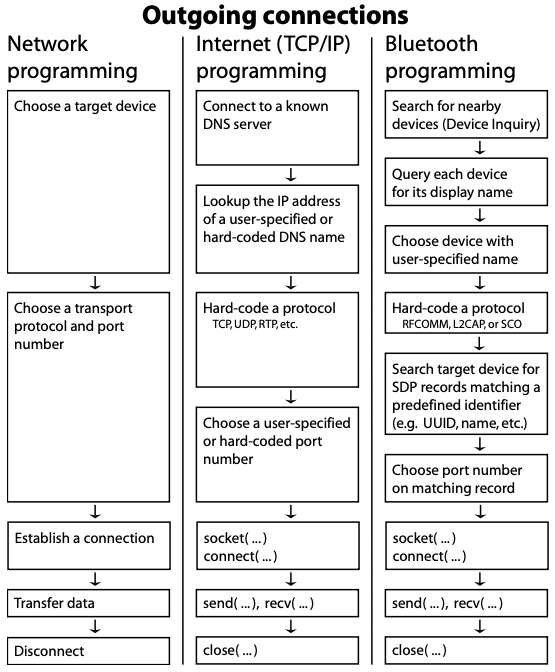 Outgoing connections
Network
programming
Choose a target device
Choose a transport
protocol and port
number
Establish a connection
Transfer data
Disconnect
Internet (TCP/IP)
programming
Connect to a known
DNS server
Lookup the IP address
of a user-specified or
hard-coded DNS name
Hard-code a protocol
TCP, UDP, RTP, etc.
Choose a user-specified
or hard-coded port
number
socket( ... )
connect( ... )
send( ... ), recv( ... )
close( ... )
Bluetooth
programming
Search for nearby
devices (Device Inquiry)
Query each device
for its display name
Choose device with
user-specified name
Hard-code a protocol
RFCOMM, L2CAP, or SCO
Search target device for
SDP records matching a
predefined identifier
(e.g. UUID, name, etc.)
Choose port number
on matching record
socket( ... )
connect( ... )
send( ... ), recv( ... )
close( ... )